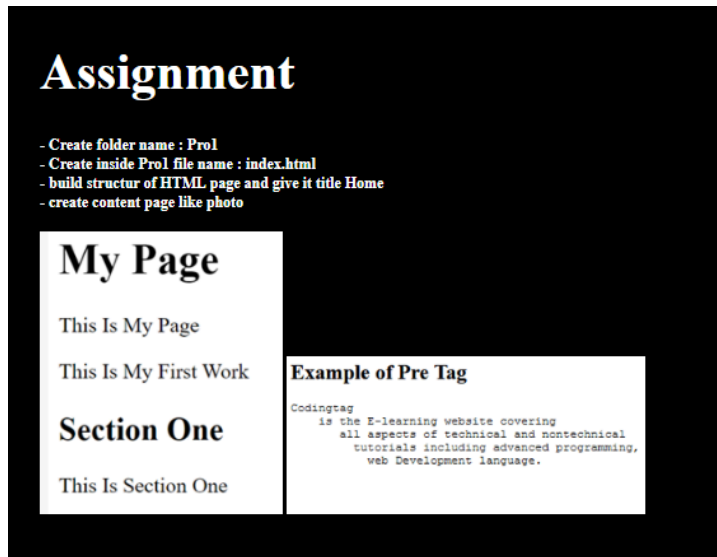 Assignment
- Create folder name : Pro1
- Create inside Pro1 file name : index.html
- build structur of HTML page and give it title Home
- create content page like photo
My Page
This Is My Page
This Is My First Work
Section One
This Is Section One
Example of Pre Tag
Codingtag
    is the E-learning website covering
       all aspects of technical and nontechnical
         tutorials including advanced programming,
           web Development language.